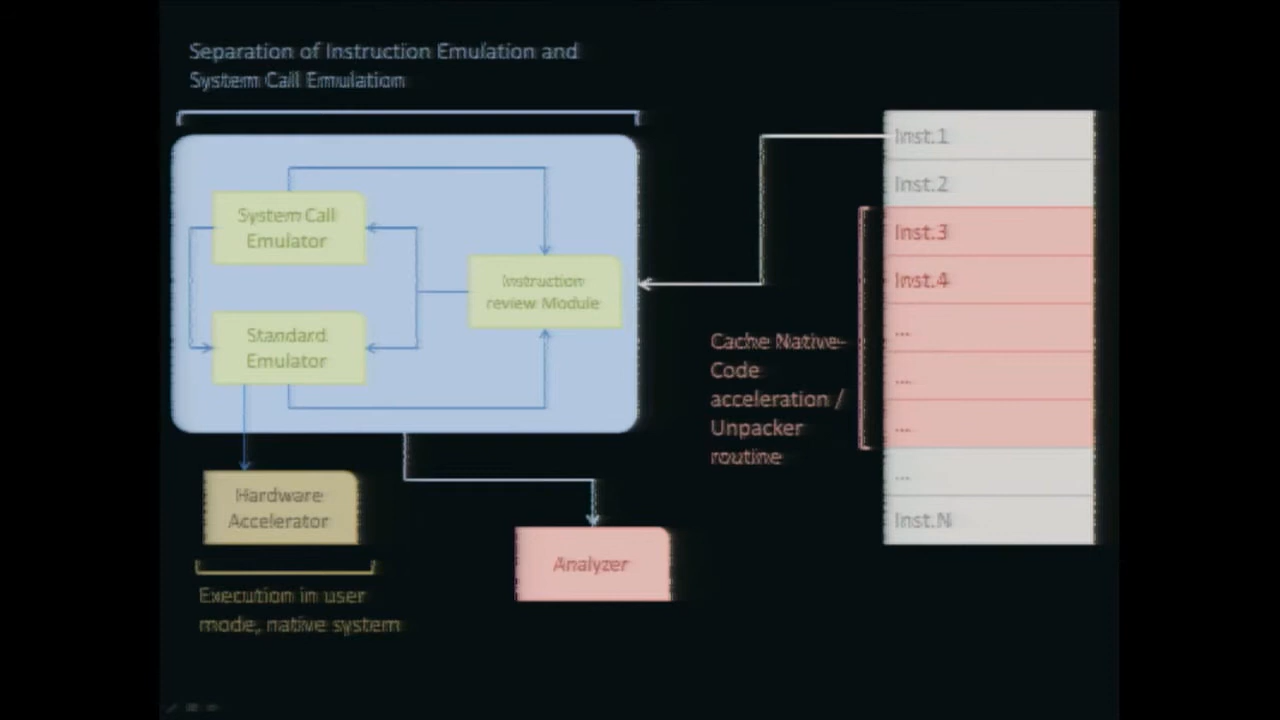 Separation of Instruction Emulation and
System Call Emulation
System Call
Emulator
Instruction
review Module
Standard
Emulator
Hardware
Accelerator
Execution in user
mode, native system
Analyzer
Cache Native
Code
acceleration /
Unpacker
routine
Inst.1
Inst.2
Inst.3
Inst.4
...
...
...
...
Inst.N